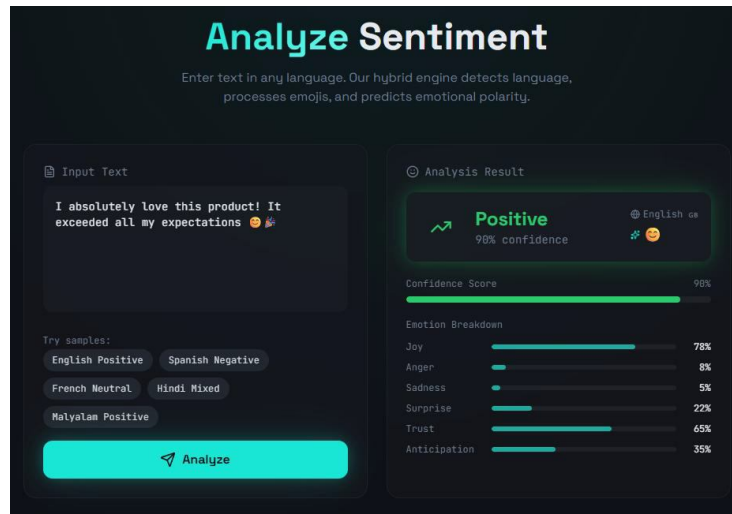 Analyze Sentiment
Enter text in any language. Our hybrid engine detects language,
processes emojis, and predicts emotional polarity.
Input Text
I absolutely love this product! It
exceeded all my expectations 😊🎉
Try samples:
English Positive
Spanish Negative
French Neutral
Hindi Mixed
Malyalam Positive
Analyze
Analysis Result
Positive
90% confidence
English GB
😊
Confidence Score 90%
Emotion Breakdown
Joy 78%
Anger 8%
Sadness 5%
Surprise 22%
Trust 65%
Anticipation 35%